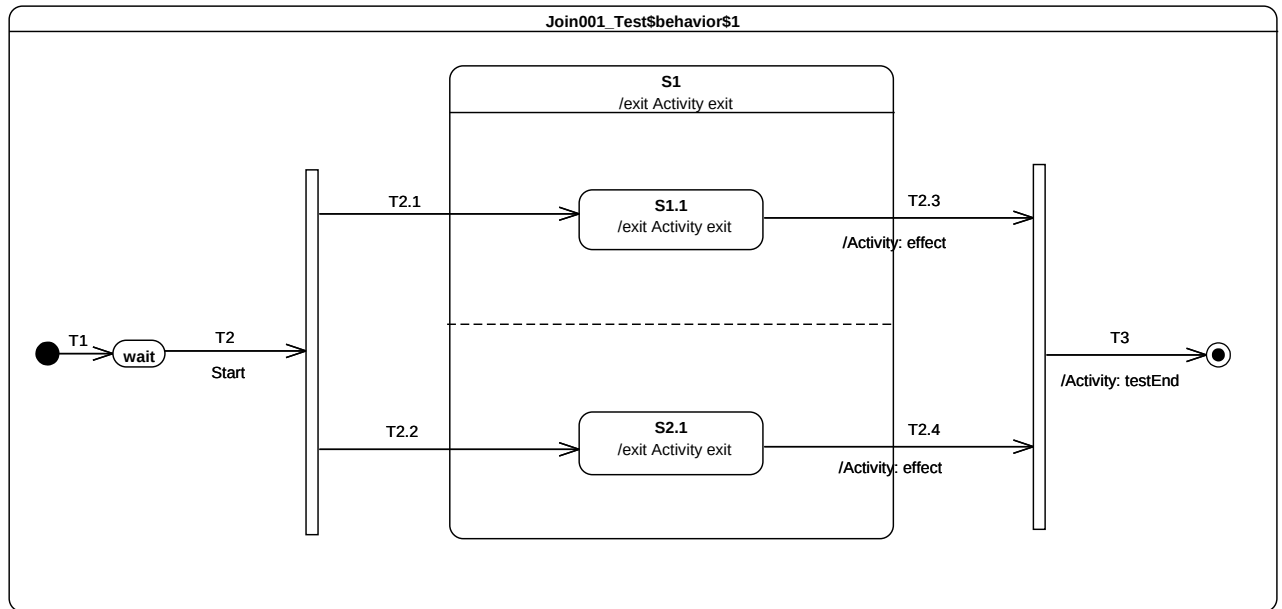 Join001_Test$behavior$1
S1
/exit Activity exit
T2.1
S1.1
/exit Activity exit
T2.3
/Activity: effect
T1
wait
T2
Start
T3
/Activity: testEnd
T2.2
S2.1
/exit Activity exit
T2.4
/Activity: effect